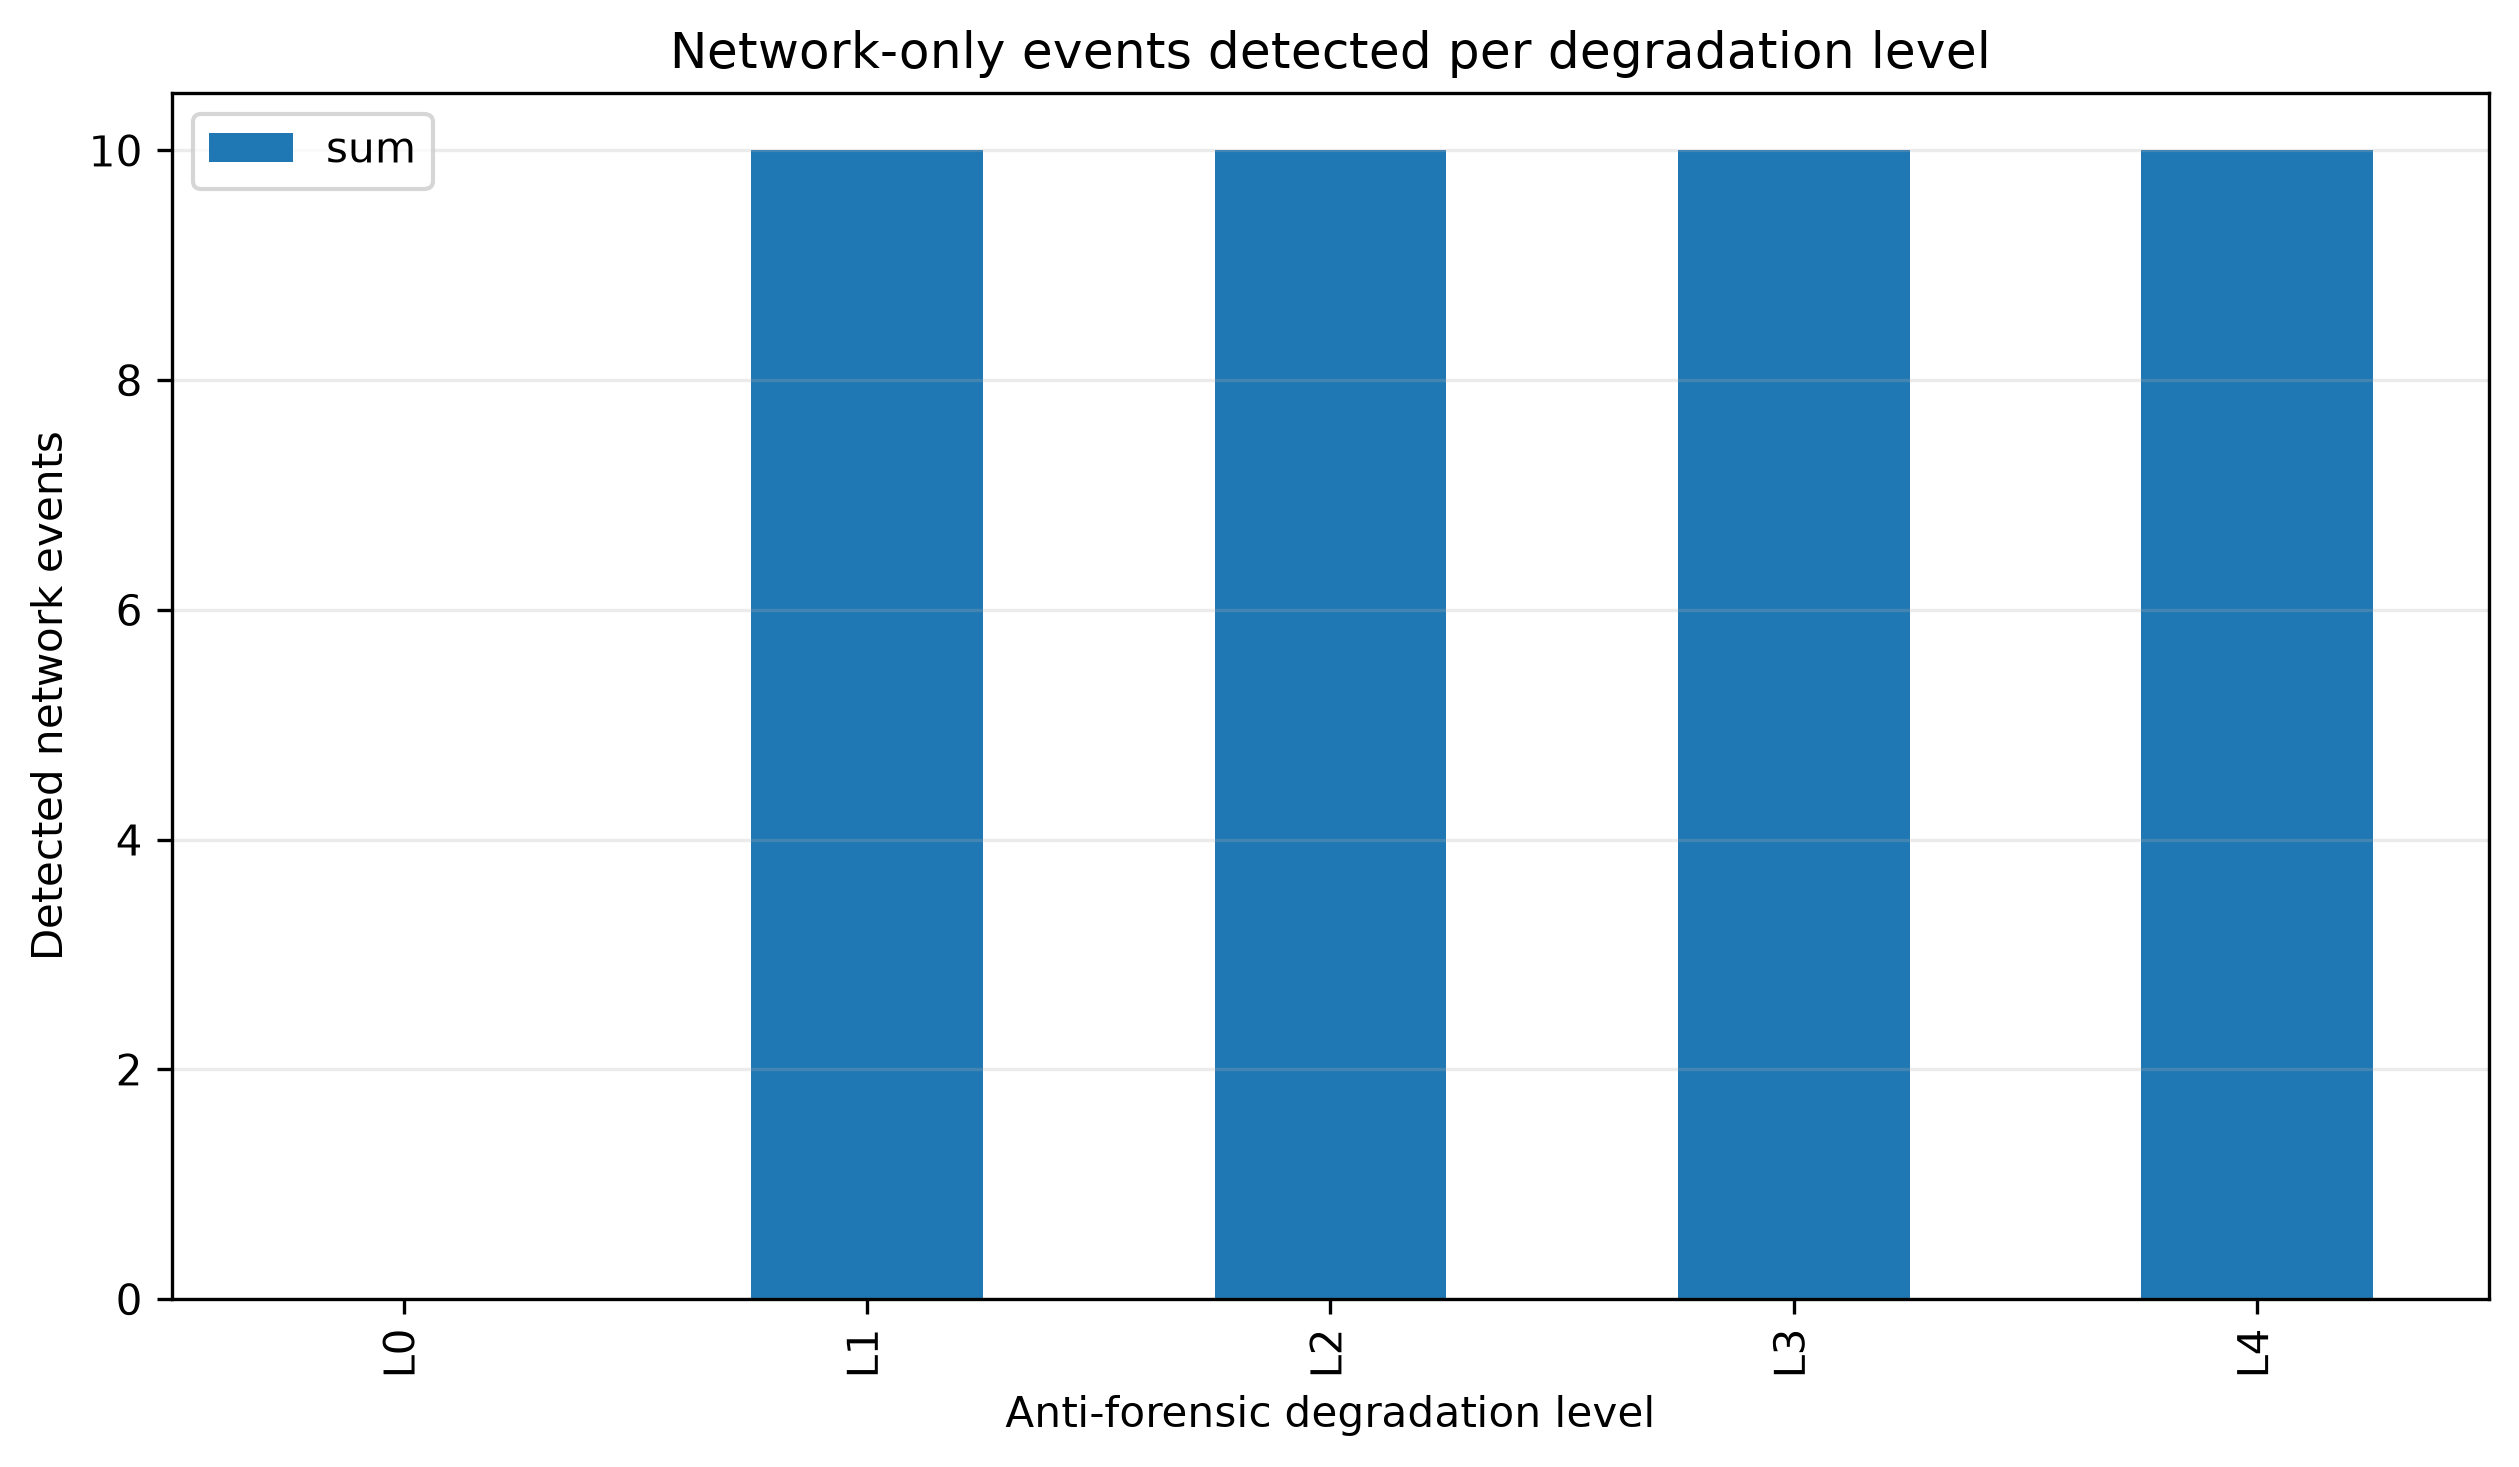 Network-only events detected per degradation level
sum
10
8
6
4
2
0
Detected network events
L0
L1
L2
L3
L4
Anti-forensic degradation level